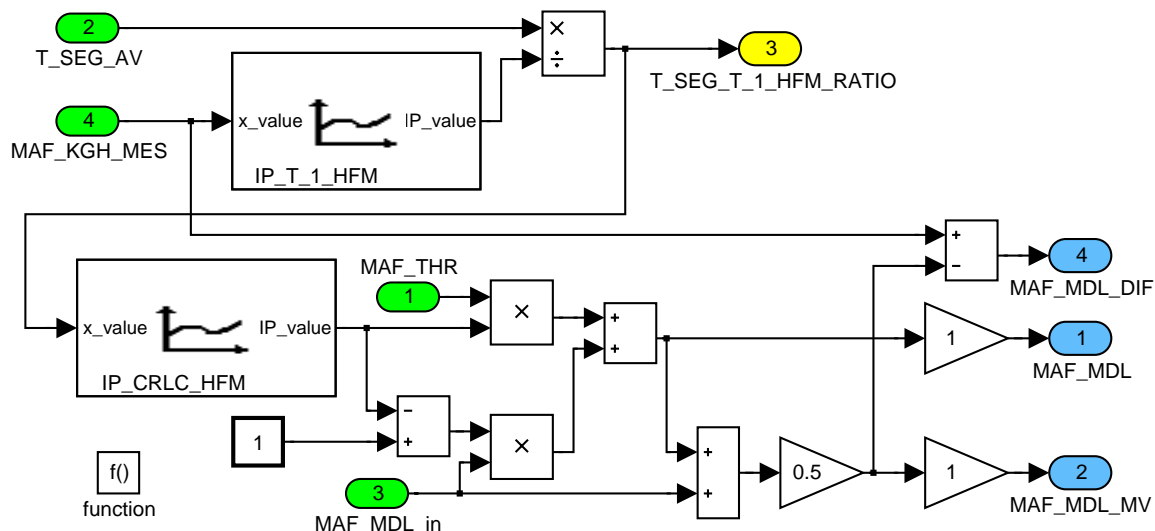 2
T_SEG_AV
×
÷
3
T_SEG_T_1_HFM_RATIO
4
MAF_KGH_MES
x_value
IP_value
IP_T_1_HFM
+
−
4
MAF_MDL_DIF
MAF_THR
1
×
x_value
IP_value
IP_CRLC_HFM
+
+
1
1
MAF_MDL
−
+
1
×
f()
function
3
MAF_MDL_in
+
+
0.5
1
2
MAF_MDL_MV